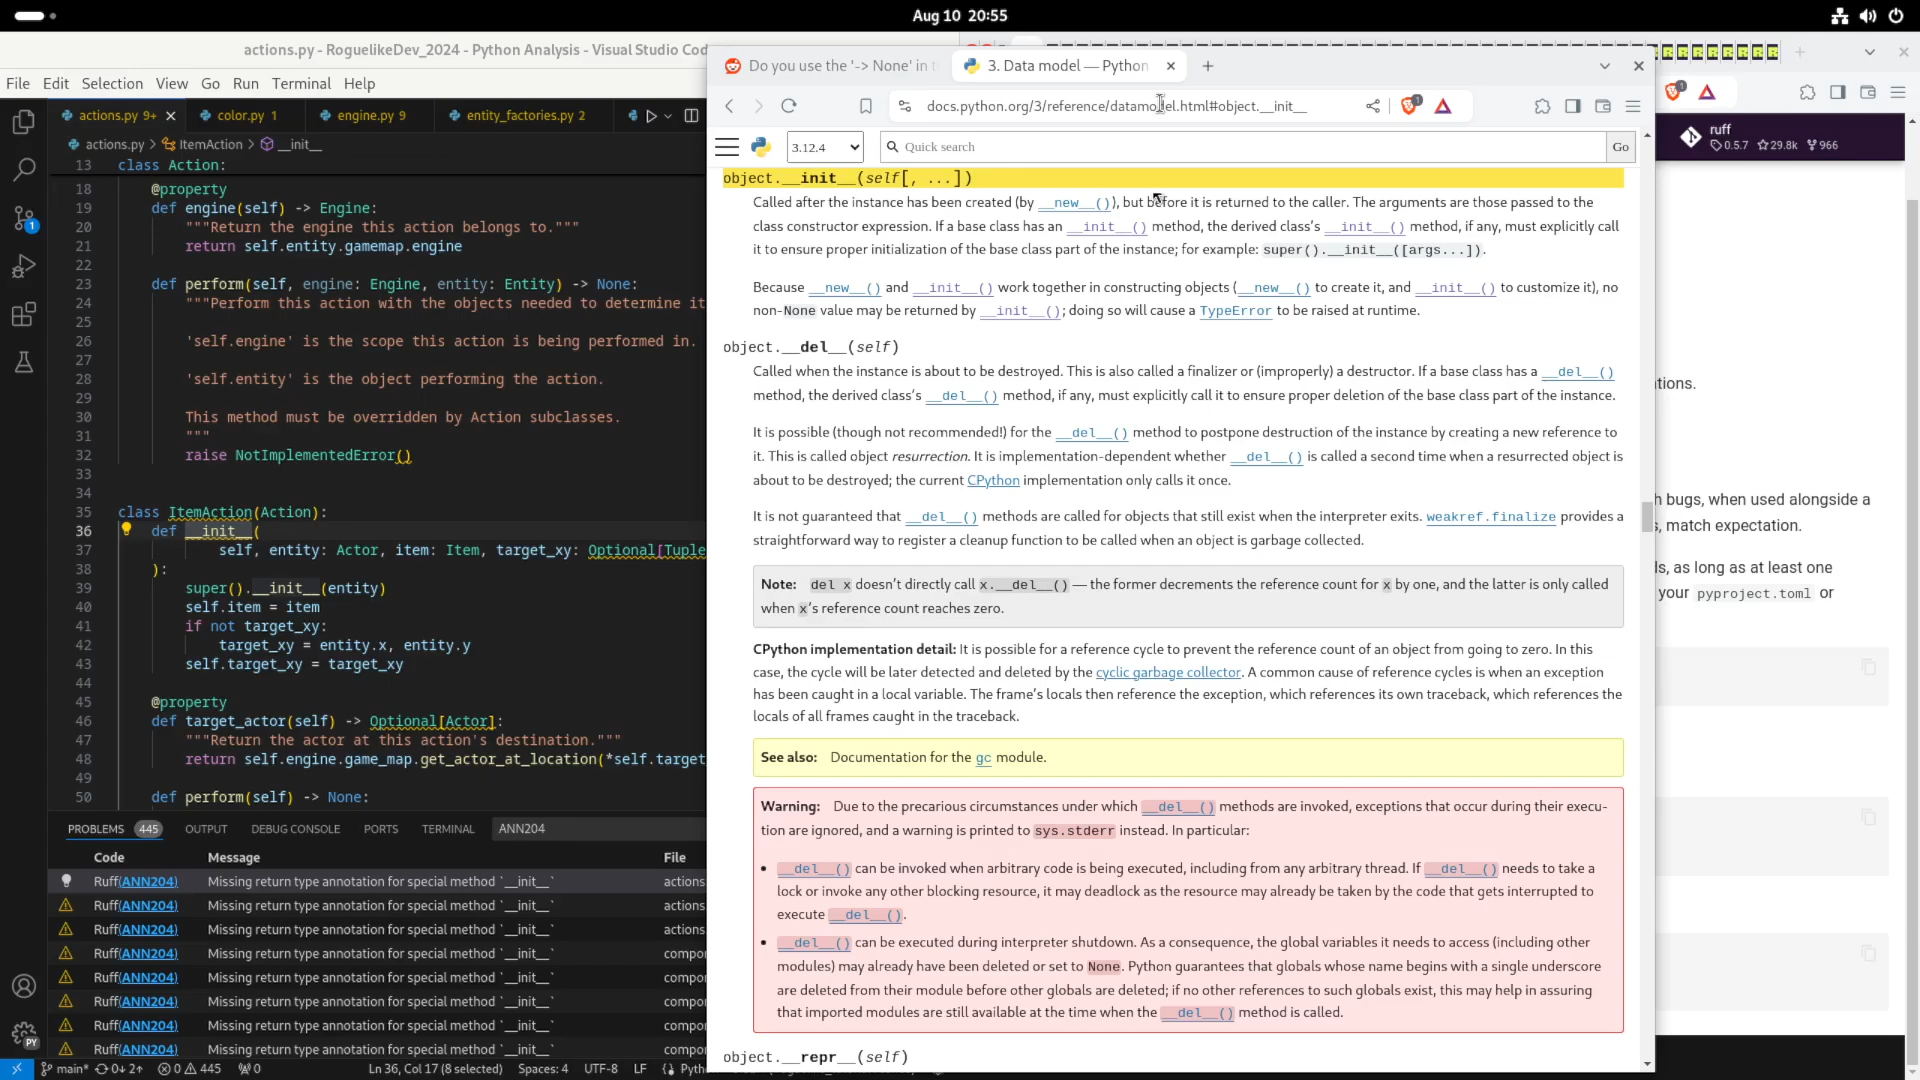 Aug 10 20:55
actions.py - RoguelikeDev_2024 - Python Analysis - Visual Studio Cod
File Edit Selection View Go Run Terminal Help
actions.py 9+
color.py 1
engine.py 9
entity_factories.py 2
actions.py > ItemAction > __init__
13 class Action:
18 @property
19 def engine(self) -> Engine:
20 """Return the engine this action belongs to."""
21 return self.entity.gamemap.engine
22
23 def perform(self, engine: Engine, entity: Entity) -> None:
24 """Perform this action with the objects needed to determine it
25
26 'self.engine' is the scope this action is being performed in.
27
28 'self.entity' is the object performing the action.
29
30 This method must be overridden by Action subclasses.
31 """
32 raise NotImplementedError()
33
34
35 class ItemAction(Action):
36 def __init__(
37 self, entity: Actor, item: Item, target_xy: Optional[Tuple
38 ):
39 super().__init__(entity)
40 self.item = item
41 if not target_xy:
42 target_xy = entity.x, entity.y
43 self.target_xy = target_xy
44
45 @property
46 def target_actor(self) -> Optional[Actor]:
47 """Return the actor at this action's destination."""
48 return self.engine.game_map.get_actor_at_location(*self.target
49
50 def perform(self) -> None:
PROBLEMS 445 OUTPUT DEBUG CONSOLE PORTS TERMINAL ANN204
Code Message File
Ruff(ANN204) Missing return type annotation for special method `__init__` actions
Ruff(ANN204) Missing return type annotation for special method `__init__` actions
Ruff(ANN204) Missing return type annotation for special method `__init__` actions
Ruff(ANN204) Missing return type annotation for special method `__init__` compo
Ruff(ANN204) Missing return type annotation for special method `__init__` compo
Ruff(ANN204) Missing return type annotation for special method `__init__` compo
Ruff(ANN204) Missing return type annotation for special method `__init__` compo
Ruff(ANN204) Missing return type annotation for special method `__init__` compo
main* 0↓ 2↑ 0 445 0 Ln 36, Col 17 (8 selected) Spaces: 4 UTF-8 LF Pyth
1
PY
Do you use the '-> None' in t
3. Data model — Python
docs.python.org/3/reference/datamodel.html#object.__init__
1
3.12.4 Quick search Go
object.__init__(self[, ...])
Called after the instance has been created (by __new__()), but before it is returned to the caller. The arguments are those passed to the
class constructor expression. If a base class has an __init__() method, the derived class's __init__() method, if any, must explicitly call
it to ensure proper initialization of the base class part of the instance; for example: super().__init__([args...]).
Because __new__() and __init__() work together in constructing objects (__new__() to create it, and __init__() to customize it), no
non-None value may be returned by __init__(); doing so will cause a TypeError to be raised at runtime.
object.__del__(self)
Called when the instance is about to be destroyed. This is also called a finalizer or (improperly) a destructor. If a base class has a __del__()
method, the derived class's __del__() method, if any, must explicitly call it to ensure proper deletion of the base class part of the instance.
It is possible (though not recommended!) for the __del__() method to postpone destruction of the instance by creating a new reference to
it. This is called object resurrection. It is implementation-dependent whether __del__() is called a second time when a resurrected object is
about to be destroyed; the current CPython implementation only calls it once.
It is not guaranteed that __del__() methods are called for objects that still exist when the interpreter exits. weakref.finalize provides a
straightforward way to register a cleanup function to be called when an object is garbage collected.
Note: del x doesn't directly call x.__del__() — the former decrements the reference count for x by one, and the latter is only called
when x's reference count reaches zero.
CPython implementation detail: It is possible for a reference cycle to prevent the reference count of an object from going to zero. In this
case, the cycle will be later detected and deleted by the cyclic garbage collector. A common cause of reference cycles is when an exception
has been caught in a local variable. The frame's locals then reference the exception, which references its own traceback, which references the
locals of all frames caught in the traceback.
See also: Documentation for the gc module.
Warning: Due to the precarious circumstances under which __del__() methods are invoked, exceptions that occur during their execu-
tion are ignored, and a warning is printed to sys.stderr instead. In particular:
• __del__() can be invoked when arbitrary code is being executed, including from any arbitrary thread. If __del__() needs to take a
lock or invoke any other blocking resource, it may deadlock as the resource may already be taken by the code that gets interrupted to
execute __del__().
• __del__() can be executed during interpreter shutdown. As a consequence, the global variables it needs to access (including other
modules) may already have been deleted or set to None. Python guarantees that globals whose name begins with a single underscore
are deleted from their module before other globals are deleted; if no other references to such globals exist, this may help in assuring
that imported modules are still available at the time when the __del__() method is called.
object.__repr__(self)
1
ruff
0.5.7 29.8k 966
tions.
h bugs, when used alongside a
s, match expectation.
ls, as long as at least one
your pyproject.toml or